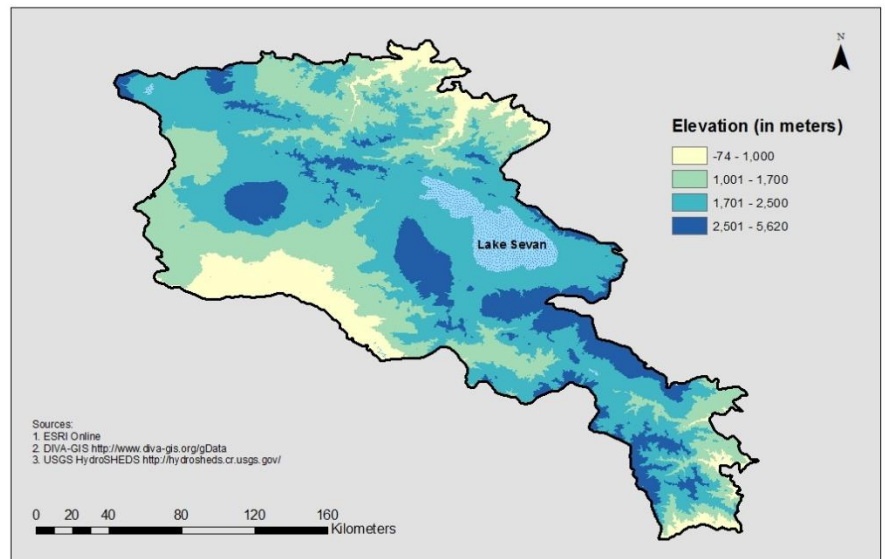 N
Elevation (in meters)
-74 - 1,000
1,001 - 1,700
1,701 - 2,500
2,501 - 5,620
Lake Sevan
Sources:
1. ESRI Online
2. DIVA-GIS http://www.diva-gis.org/gData
3. USGS HydroSHEDS http://hydrosheds.cr.usgs.gov/
0 20 40 80 120 160
Kilometers